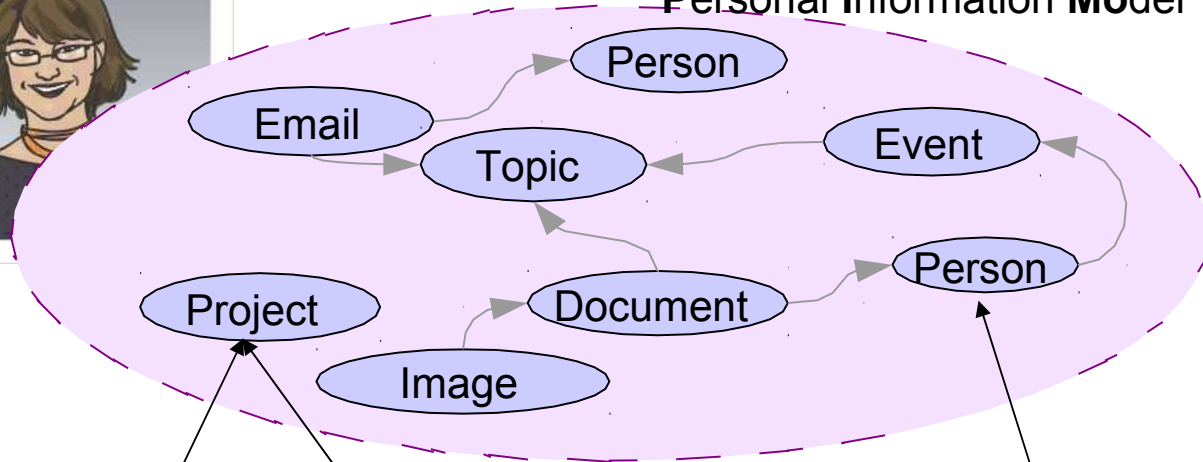 Personal Information Model
Person
Email
Event
Topic
Person
Project
Document
Image